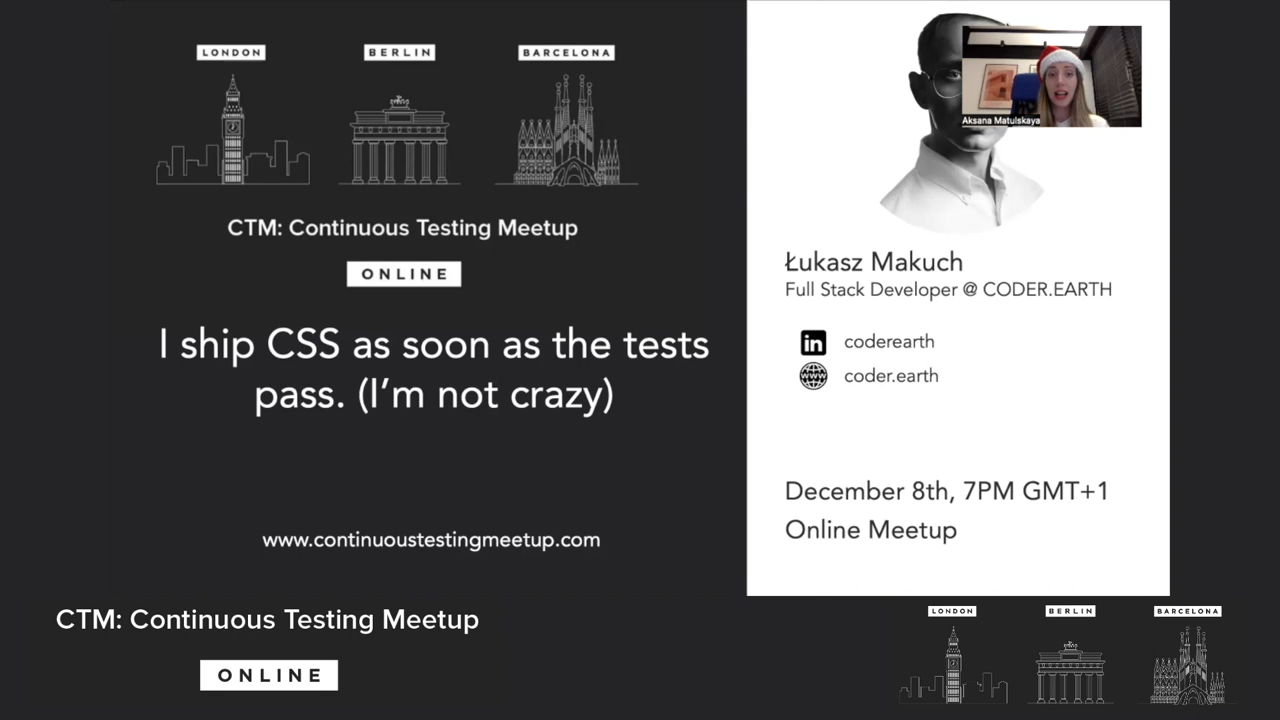 LONDON
BERLIN
BARCELONA
CTM: Continuous Testing Meetup
ONLINE
I ship CSS as soon as the tests
pass. (I'm not crazy)
www.continuoustestingmeetup.com
Aksana Matulskaya
Łukasz Makuch
Full Stack Developer @ CODER.EARTH
in coderearth
www coder.earth
December 8th, 7PM GMT+1
Online Meetup
CTM: Continuous Testing Meetup
ONLINE
LONDON
BERLIN
BARCELONA